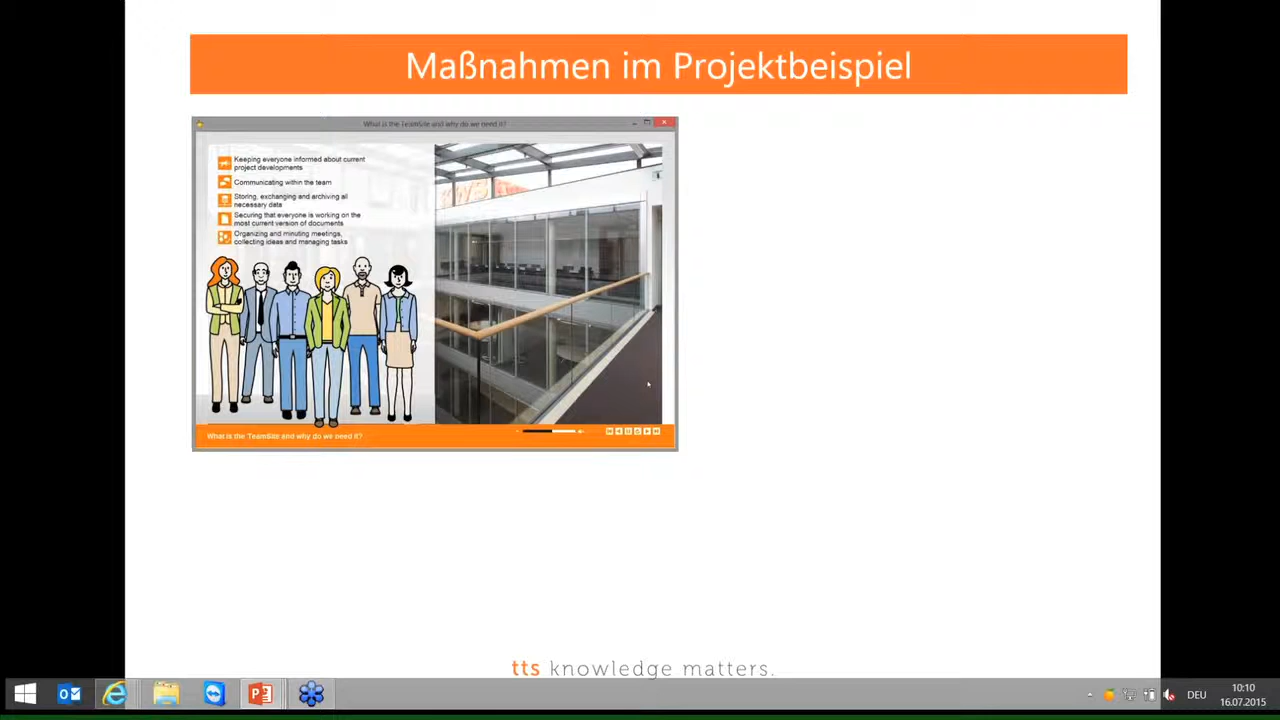 Maßnahmen im Projektbeispiel
What is the TeamSite and why do we need it?
Keeping everyone informed about current
project developments
Communicating within the team
Storing, exchanging and archiving all
necessary data
Securing that everyone is working on the
most current version of documents
Organizing and minuting meetings,
collecting ideas and managing tasks
What is the TeamSite and why do we need it?
tts knowledge matters.
DEU
10:10
16.07.2015